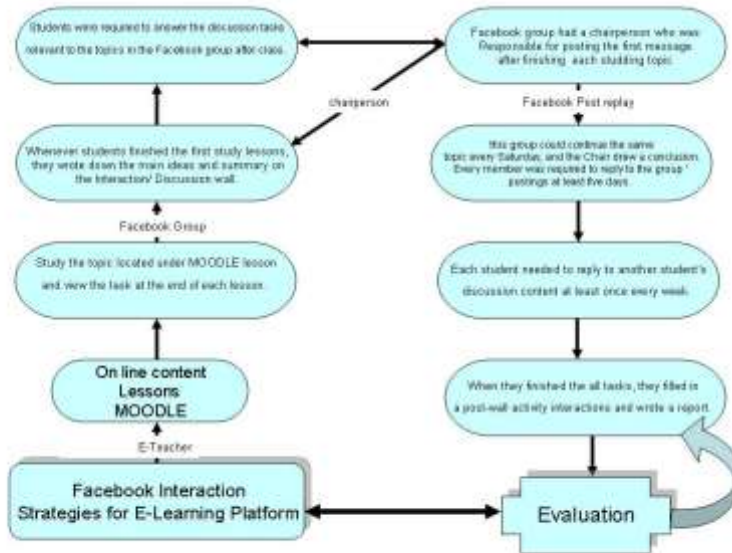 Students were required to answer the discussion tasks
relevant to the topics in the Facebook group after class.
Facebook group had a chairperson who was
Responsible for posting the first message
after finishing each studding topic
chairperson
Facebook Post replay
Whenever students finished the first study lessons,
they wrote down the main ideas and summary on
the Interaction/ Discussion wall.
this group could continue the same
topic every Saturday, and the Chair drew a conclusion.
Every member was required to reply to the group '
postings at least five days.
Facebook Group
Study the topic located under MOODLE lesson
and view the task at the end of each lesson.
Each student needed to reply to another student's
discussion content at least once every week.
On line content
Lessons
MOODLE
When they finished the all tasks, they filled in
a post-wall activity interactions and wrote a report
E-Teacher
Facebook Interaction
Strategies for E-Learning Platform
Evaluation